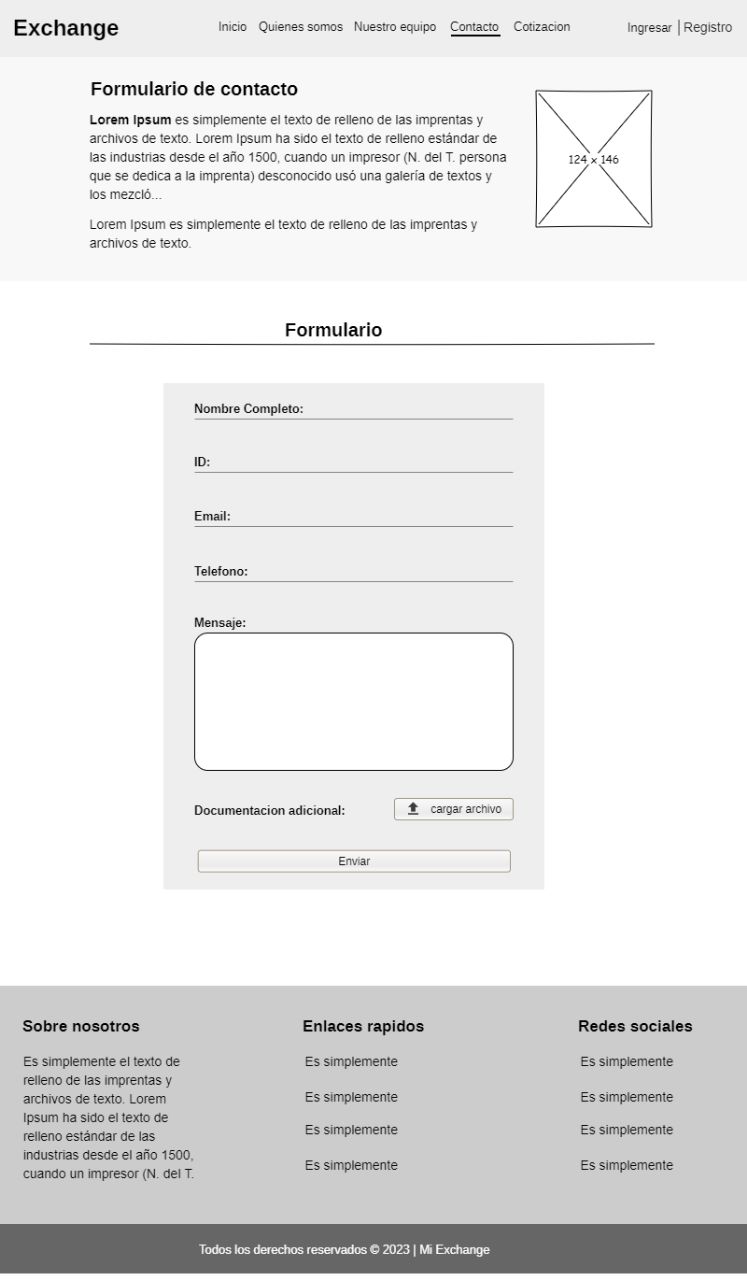 Exchange
Inicio Quienes somos Nuestro equipo Contacto Cotizacion Ingresar | Registro
Formulario de contacto
Lorem Ipsum es simplemente el texto de relleno de las imprentas y
archivos de texto. Lorem Ipsum ha sido el texto de relleno estándar de
las industrias desde el año 1500, cuando un impresor (N. del T. persona
que se dedica a la imprenta) desconocido usó una galería de textos y
los mezcló...
Lorem Ipsum es simplemente el texto de relleno de las imprentas y
archivos de texto.
124 x 146
Formulario
Nombre Completo:
ID:
Email:
Telefono:
Mensaje:
Documentacion adicional:
cargar archivo
Enviar
Sobre nosotros
Es simplemente el texto de
relleno de las imprentas y
archivos de texto. Lorem
Ipsum ha sido el texto de
relleno estándar de las
industrias desde el año 1500,
cuando un impresor (N. del T.
Enlaces rapidos
Es simplemente
Es simplemente
Es simplemente
Es simplemente
Redes sociales
Es simplemente
Es simplemente
Es simplemente
Es simplemente
Todos los derechos reservados © 2023 | Mi Exchange